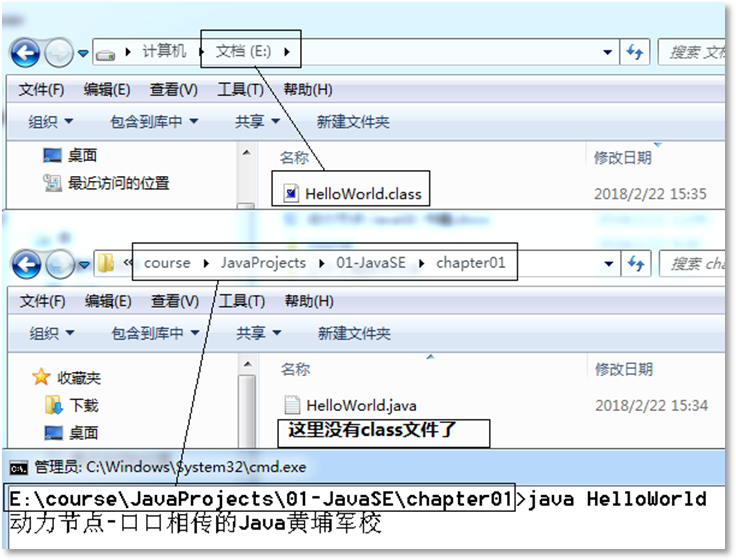 计算机 文档 (E:) 搜索 文档
文件(F) 编辑(E) 查看(V) 工具(T) 帮助(H)
组织 包含到库中 共享 新建文件夹
桌面 名称 修改日期
最近访问的位置 HelloWorld.class 2018/2/22 15:35
« course JavaProjects 01-JavaSE chapter01 搜索 cha
文件(F) 编辑(E) 查看(V) 工具(T) 帮助(H)
组织 包含到库中 共享 新建文件夹
收藏夹 名称 修改日期
下载 HelloWorld.java 2018/2/22 15:34
桌面 这里没有class文件了
管理员: C:\Windows\System32\cmd.exe
E:\course\JavaProjects\01-JavaSE\chapter01>java HelloWorld
动力节点-口口相传的Java黄埔军校